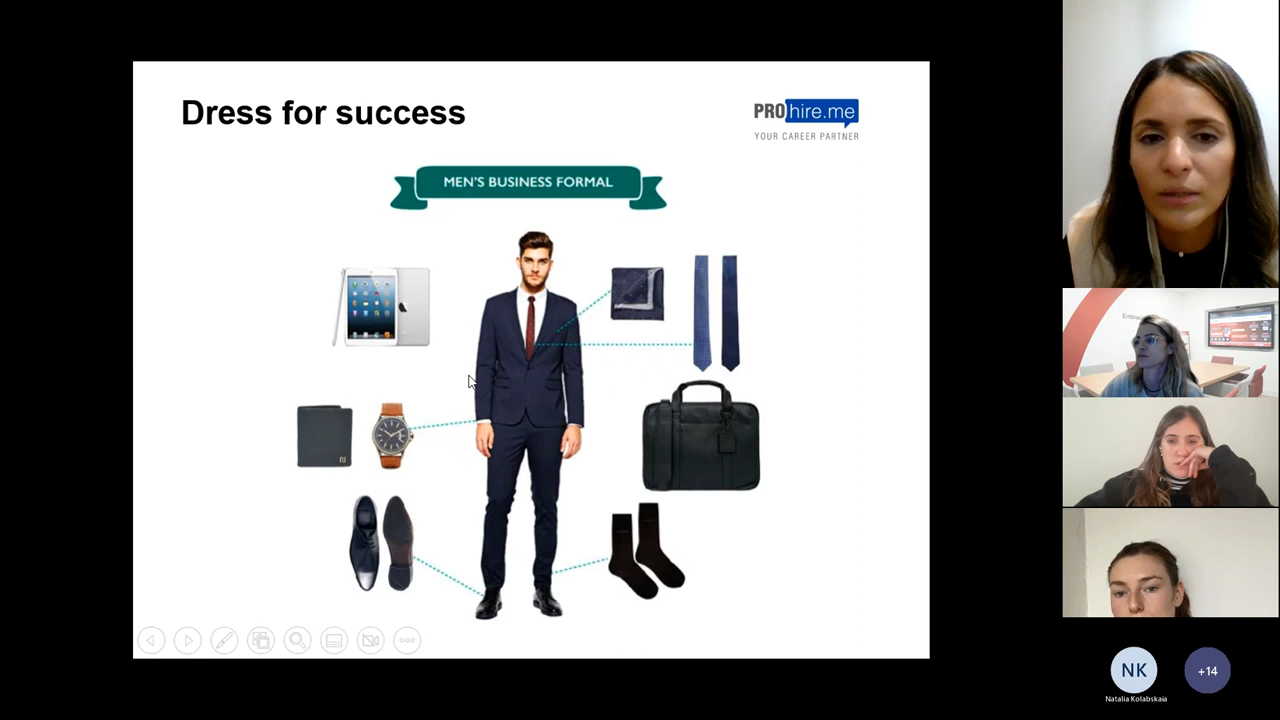 Dress for success
PROhire.me
YOUR CAREER PARTNER
MEN'S BUSINESS FORMAL
NK
+14
Natalia Kolabskaia